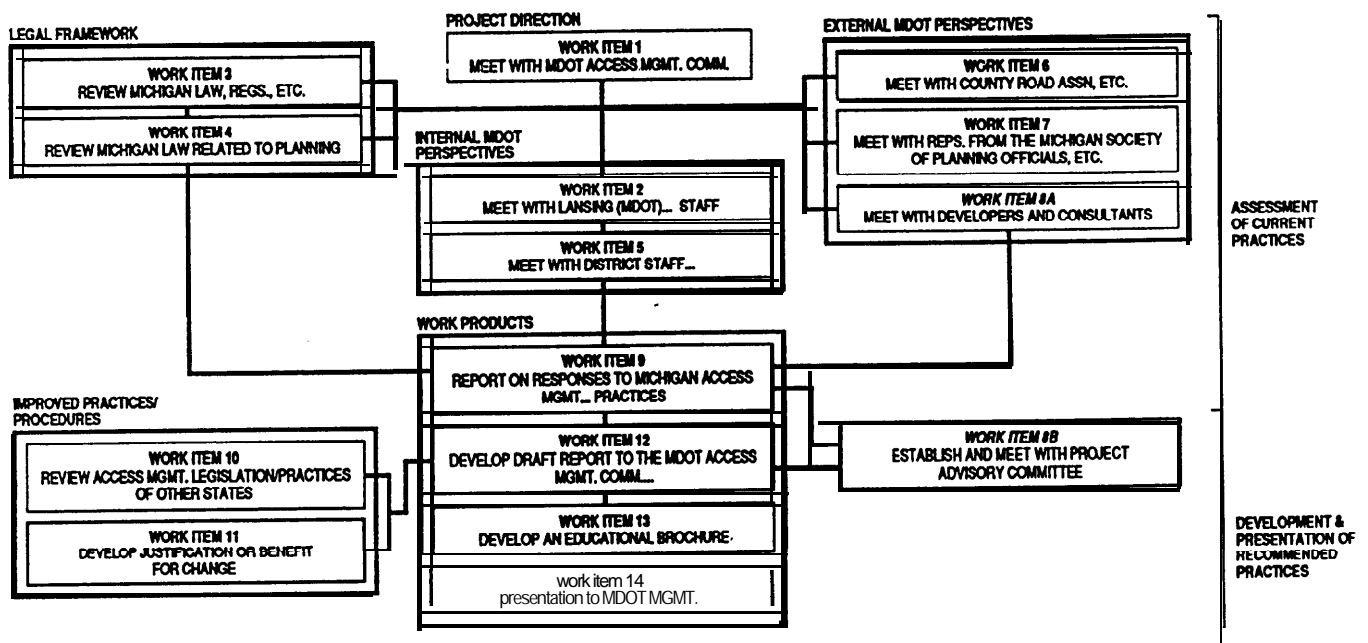 LEGAL FRAMEWORK
WORK ITEM 3
REVIEW MICHIGAN LAW, REGS., ETC.
WORK ITEM 4
REVIEW MICHIGAN LAW RELATED TO PLANNING
PROJECT DIRECTION
WORK ITEM 1
MEET WITH MDOT ACCESS MGMT. COMM.
INTERNAL MDOT
PERSPECTIVES
WORK ITEM 2
MEET WITH LANSING (MDOT)... STAFF
WORK ITEM 5
MEET WITH DISTRICT STAFF...
EXTERNAL MDOT PERSPECTIVES
WORK ITEM 6
MEET WITH COUNTY ROAD ASSN, ETC.
WORK ITEM 7
MEET WITH REPS. FROM THE MICHIGAN SOCIETY
OF PLANNING OFFICIALS, ETC.
WORK ITEM 8A
MEET WITH DEVELOPERS AND CONSULTANTS
ASSESSMENT
OF CURRENT
PRACTICES
WORK PRODUCTS
WORK ITEM 9
REPORT ON RESPONSES TO MICHIGAN ACCESS
MGMT... PRACTICES
WORK ITEM 12
DEVELOP DRAFT REPORT TO THE MDOT ACCESS
MGMT. COMM....
WORK ITEM 13
DEVELOP AN EDUCATIONAL BROCHURE.
work item 14
presentation to MDOT MGMT.
IMPROVED PRACTICES/
PROCEDURES
WORK ITEM 10
REVIEW ACCESS MGMT. LEGISLATION/PRACTICES
OF OTHER STATES
WORK ITEM 11
DEVELOP JUSTIFICATION OR BENEFIT
FOR CHANGE
WORK ITEM 8B
ESTABLISH AND MEET WITH PROJECT
ADVISORY COMMITTEE
DEVELOPMENT &
PRESENTATION OF
RECOMMENDED
PRACTICES